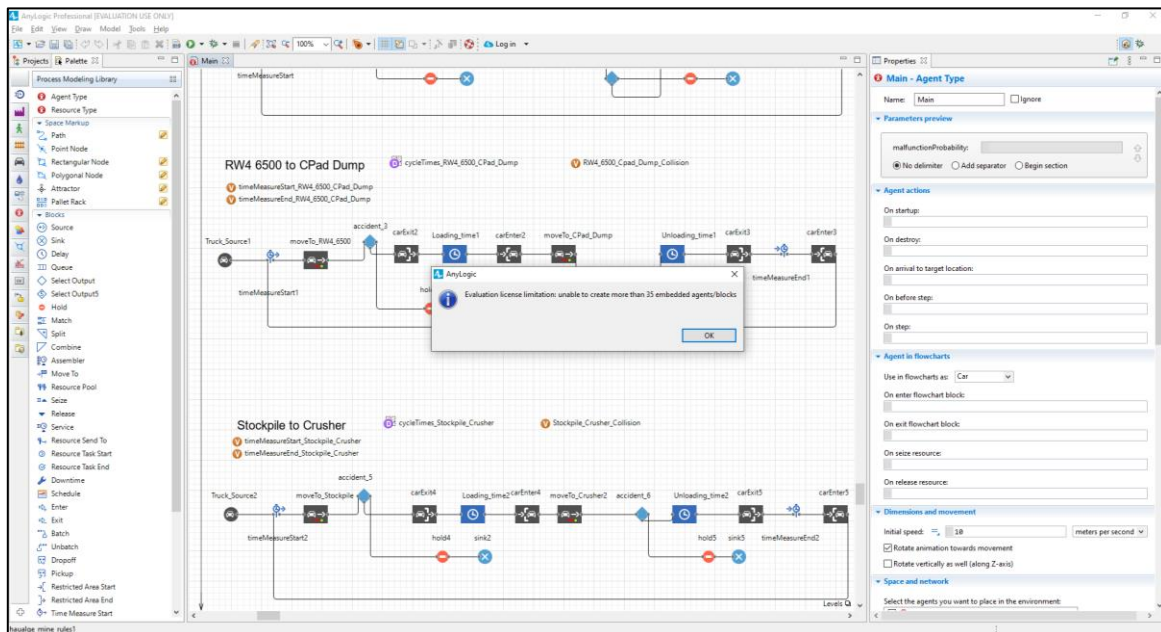 AnyLogic Professional [EVALUATION USE ONLY]
File Edit View Draw Model Tools Help
100%
Log in
Projects Palette
Main
Properties
Process Modeling Library
Agent Type
Resource Type
Space Markup
Path
Point Node
Rectangular Node
Polygonal Node
Attractor
Pallet Rack
Blocks
Source
Sink
Delay
Queue
Select Output
Select Output5
Hold
Match
Split
Combine
Assembler
Move To
Resource Pool
Seize
Release
Service
Resource Send To
Resource Task Start
Resource Task End
Downtime
Schedule
Enter
Exit
Batch
Unbatch
Dropoff
Pickup
Restricted Area Start
Restricted Area End
Time Measure Start
timeMeasureStart
RW4 6500 to CPad Dump
cycleTimes_RW4_6500_CPad_Dump
RW4_6500_Cpad_Dump_Collision
timeMeasureStart_RW4_6500_CPad_Dump
timeMeasureEnd_RW4_6500_CPad_Dump
Truck_Source1
moveTo_RW4_6500
accident_3
carExit2
Loading_time1
carEnter2
moveTo_CPad_Dump
Unloading_time1
carExit3
carEnter3
timeMeasureStart1
timeMeasureEnd1
AnyLogic
Evaluation license limitation: unable to create more than 35 embedded agents/blocks
OK
Stockpile to Crusher
cycleTimes_Stockpile_Crusher
Stockpile_Crusher_Collision
timeMeasureStart_Stockpile_Crusher
timeMeasureEnd_Stockpile_Crusher
Truck_Source2
moveTo_Stockpile
accident_5
carExit4
Loading_time2
carEnter4
moveTo_Crusher2
accident_6
Unloading_time2
carExit5
carEnter5
timeMeasureStart2
hold4
sink2
hold5
sink5
timeMeasureEnd2
Levels
Main - Agent Type
Name: Main Ignore
Parameters preview
malfunctionProbability:
No delimiter Add separator Begin section
Agent actions
On startup:
On destroy:
On arrival to target location:
On before step:
On step:
Agent in flowcharts
Use in flowcharts as: Car
On enter flowchart block:
On exit flowchart block:
On seize resource:
On release resource:
Dimensions and movement
Initial speed: 10 meters per second
Rotate animation towards movement
Rotate vertically as well (along Z-axis)
Space and network
Select the agents you want to place in the environment:
haualge mine rules1